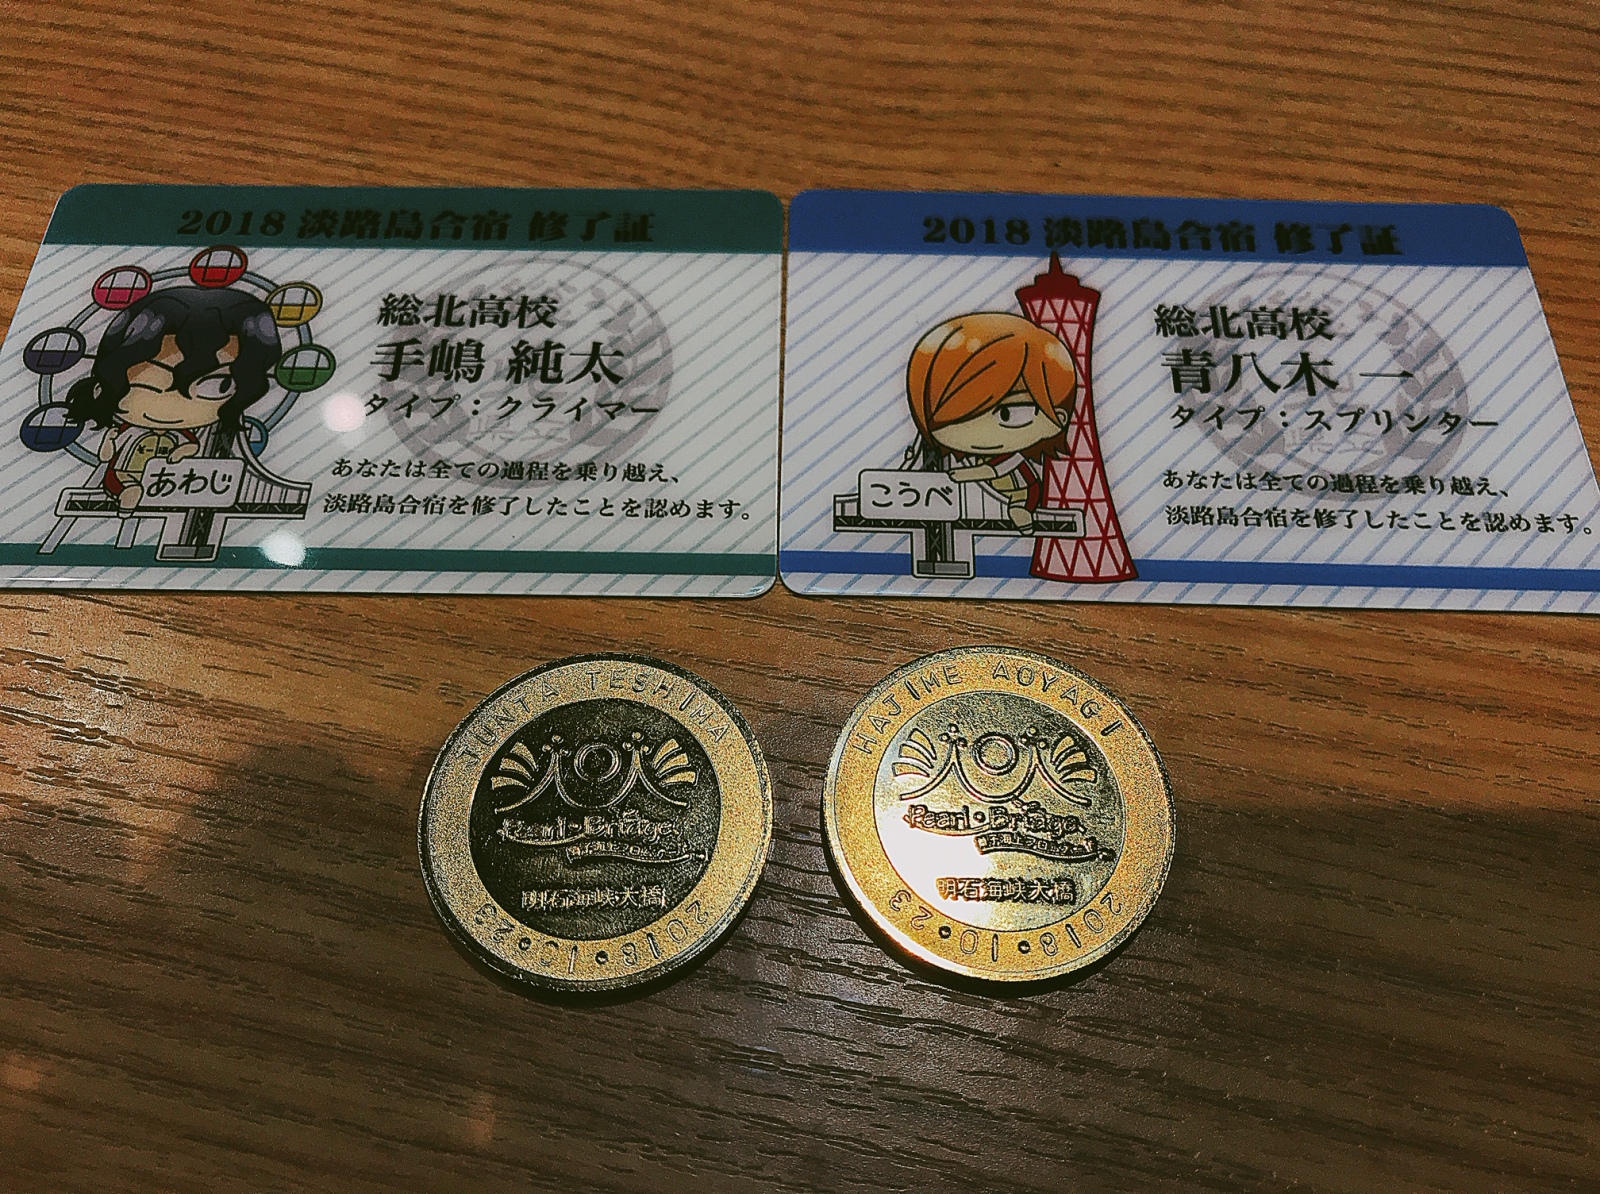 2018 淡路島合宿 修了証
総北高校
手嶋 純太
タイプ：クライマー
あなたは全ての過程を乗り越え、
淡路島合宿を修了したことを認めます。
あわじ
2018 淡路島合宿 修了証
総北高校
青八木 一
タイプ：スプリンター
あなたは全ての過程を乗り越え、
淡路島合宿を修了したことを認めます。
こうべ
JUNTA TESHIMA
Pearl・Bridge
明石海峡大橋
2018・10・23
HAJIME AOYAGI
Pearl・Bridge
明石海峡大橋
2018・10・23